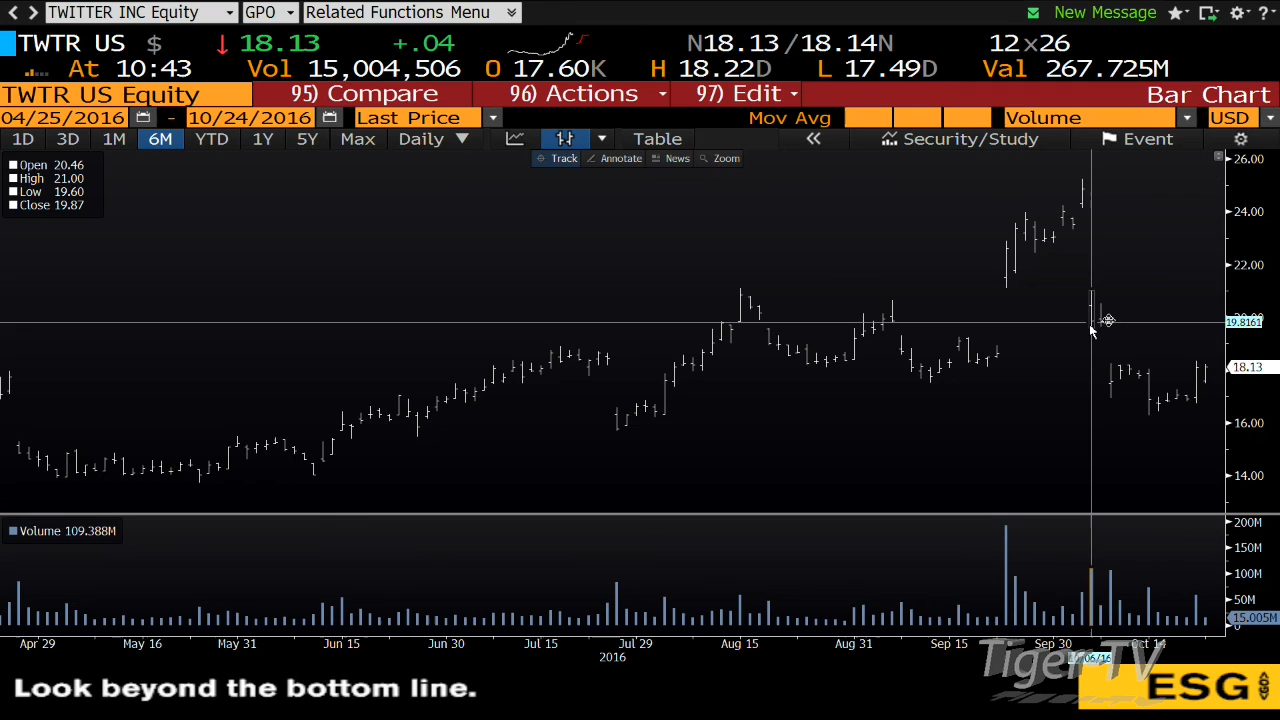 TWITTER INC Equity GPO Related Functions Menu New Message
TWTR US $ 18.13 +.04 N18.13 /18.14N 12x26
At 10:43 Vol 15,004,506 O 17.60K H 18.22D L 17.49D Val 267.725M
TWTR US Equity 95) Compare 96) Actions 97) Edit Bar Chart
04/25/2016 - 10/24/2016 Last Price Mov Avg Volume USD
1D 3D 1M 6M YTD 1Y 5Y Max Daily Table Security/Study Event
Track Annotate News Zoom
Open 20.46
High 21.00
Low 19.60
Close 19.87
26.00
24.00
22.00
19.8161
18.13
16.00
14.00
Volume 109.388M
200M
150M
100M
50M
15.005M
0
Apr 29 May 16 May 31 Jun 15 Jun 30 Jul 15 Jul 29 Aug 15 Aug 31 Sep 15 Sep 30 Oct 14
2016
TigerTV
Look beyond the bottom line.
ESG